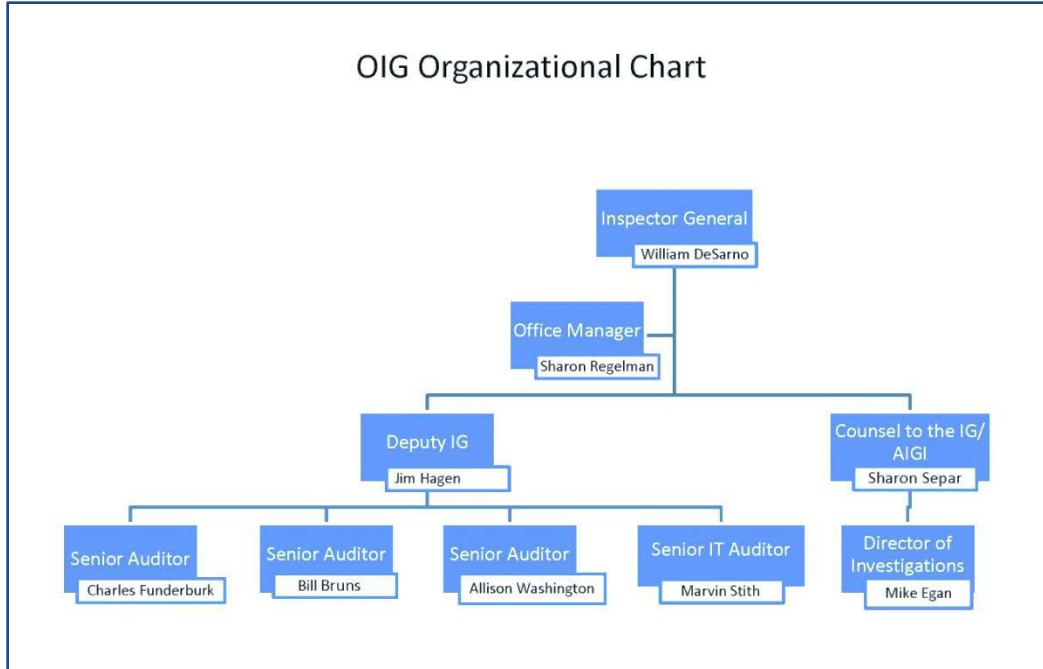 OIG Organizational Chart
Inspector General
William DeSarno
Office Manager
Sharon Regelman
Deputy IG
Jim Hagen
Counsel to the IG/
AIGI
Sharon Separ
Senior Auditor
Charles Funderburk
Senior Auditor
Bill Bruns
Senior Auditor
Allison Washington
Senior IT Auditor
Marvin Stith
Director of
Investigations
Mike Egan